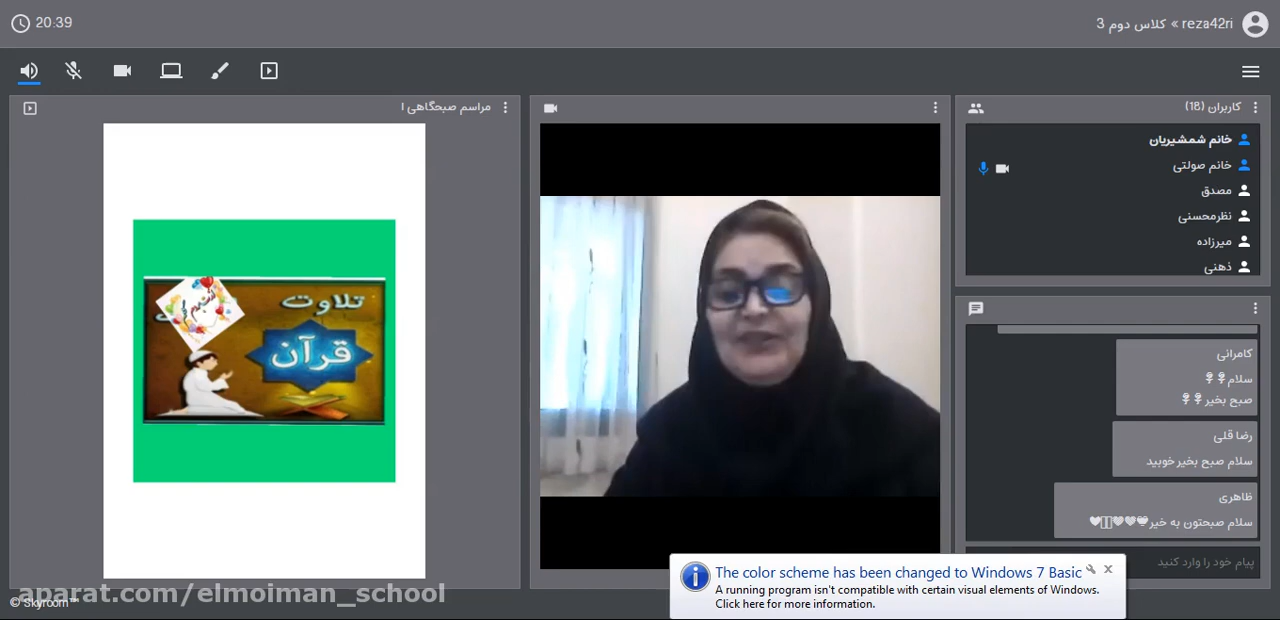 20:39
reza42ri » کلاس دوم 3
مراسم صبحگاهی ا
تلاوت
قرآن
کاربران (18)
خانم شمشیریان
خانم صولتی
مصدق
نظرمحسنی
میرزاده
ذهنی
کامرانی
سلام🌹🌹
صبح بخیر🌹🌹
رضا قلی
سلام صبح بخیر خوبید
طاهری
سلام صبحتون به خیر
پیام خود را وارد کنید
The color scheme has been changed to Windows 7 Basic
A running program isn't compatible with certain visual elements of Windows.
Click here for more information.
aparat.com/elmoiman_school
© Skyroom™